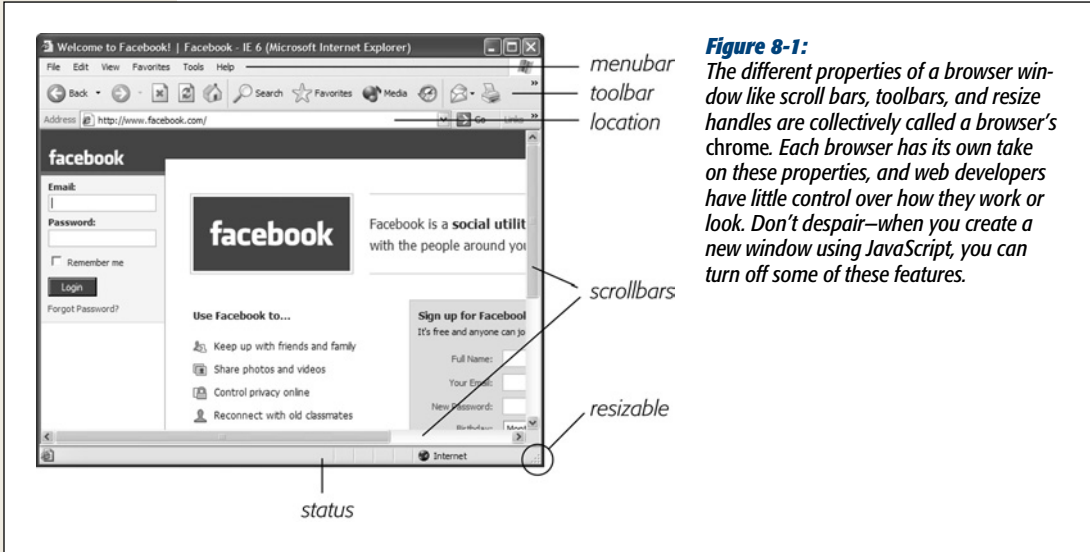 Welcome to Facebook! | Facebook - IE 6 (Microsoft Internet Explorer)
File Edit View Favorites Tools Help
menubar
Back Search Favorites Media
toolbar
Address http://www.facebook.com/ Go Links
location
facebook
Email:
Password:
Remember me
Login
Forgot Password?
facebook
Facebook is a social utilit
with the people around you
Use Facebook to...
Keep up with friends and family
Share photos and videos
Control privacy online
Reconnect with old classmates
Sign up for Facebook
It's free and anyone can jo
Full Name:
Your Email:
New Password:
Birthday: Mont
scrollbars
resizable
Internet
status
Figure 8-1:
The different properties of a browser win-
dow like scroll bars, toolbars, and resize
handles are collectively called a browser's
chrome. Each browser has its own take
on these properties, and web developers
have little control over how they work or
look. Don't despair—when you create a
new window using JavaScript, you can
turn off some of these features.